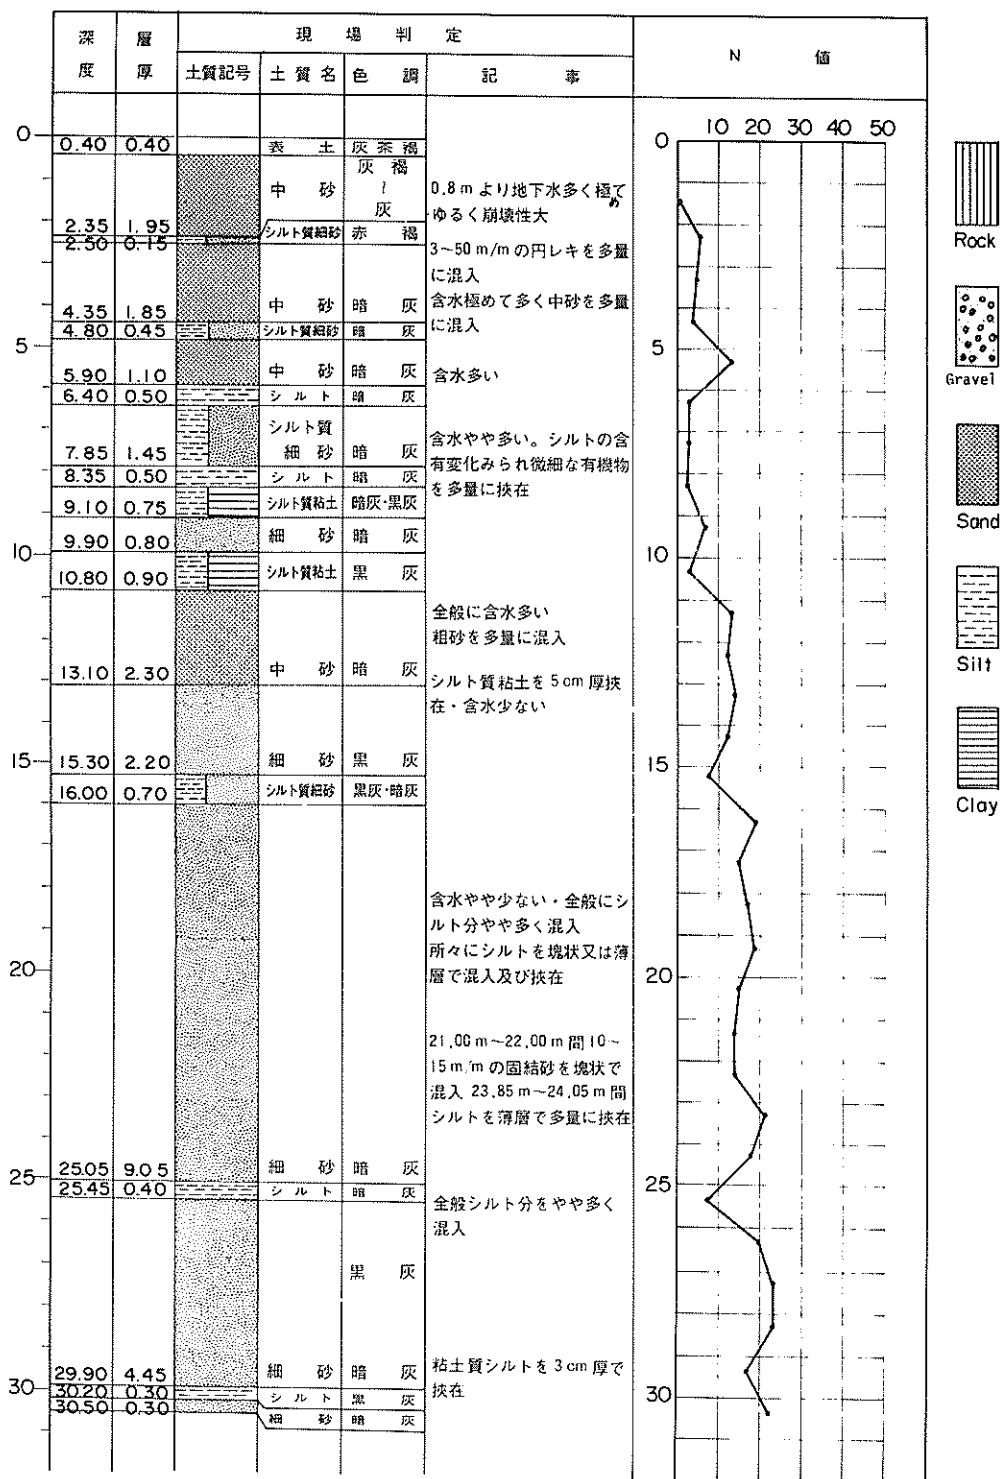 深度 層厚 現場判定 N 値
土質記号 土質名 色調 記事
0 10 20 30 40 50
0
0.40 0.40 表土 灰茶褐
中砂 灰褐~灰
0.8mより地下水多く極めて
ゆるく崩壊性大
2.35 1.95
2.50 0.15 シルト質細砂 赤褐
3~50m/mの円レキを多量
に混入
4.35 1.85 中砂 暗灰
含水極めて多く中砂を多量
に混入
4.80 0.45 シルト質細砂 暗灰
5 5
5.90 1.10 中砂 暗灰 含水多い
6.40 0.50 シルト 暗灰
7.85 1.45 シルト質細砂 暗灰
含水やや多い。シルトの含
有変化みられ微細な有機物
を多量に挟在
8.35 0.50 シルト 暗灰
9.10 0.75 シルト質粘土 暗灰・黒灰
9.90 0.80 細砂 暗灰
10 10
10.80 0.90 シルト質粘土 黒灰
全般に含水多い
粗砂を多量に混入
13.10 2.30 中砂 暗灰
シルト質粘土を5cm厚挟
在・含水少ない
15 15
15.30 2.20 細砂 黒灰
16.00 0.70 シルト質細砂 黒灰・暗灰
含水やや少ない・全般にシ
ルト分やや多く混入
所々にシルトを塊状又は薄
層で混入及び挟在
20 20
21.00m~22.00m間10~
15m/mの固結砂を塊状で
混入 23.85m~24.05m間
シルトを薄層で多量に挟在
25 25
25.05 9.05 細砂 暗灰
25.45 0.40 シルト 暗灰
全般シルト分をやや多く
混入
黒灰
29.90 4.45 細砂 暗灰
粘土質シルトを3cm厚で
挟在
30 30
30.20 0.30 シルト 黒灰
30.50 0.30 細砂 暗灰
Rock
Gravel
Sand
Silt
Clay